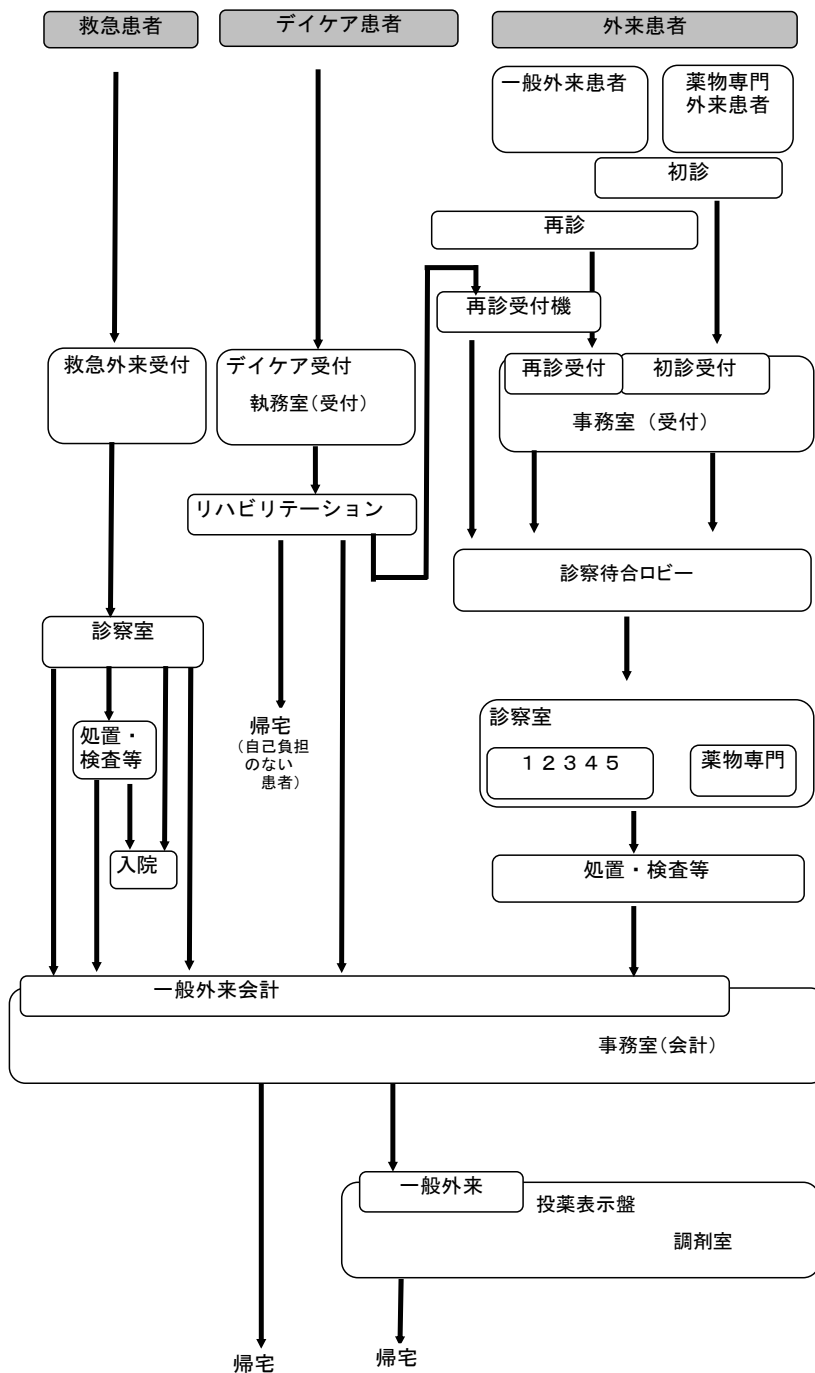 救急患者
デイケア患者
外来患者
一般外来患者
薬物専門
外来患者
初診
再診
再診受付機
救急外来受付
デイケア受付
執務室（受付）
再診受付
初診受付
事務室（受付）
リハビリテーション
診察待合ロビー
診察室
処置・
検査等
入院
帰宅
（自己負担
のない
患者）
診察室
１２３４５
薬物専門
処置・検査等
一般外来会計
事務室（会計）
一般外来
投薬表示盤
調剤室
帰宅
帰宅